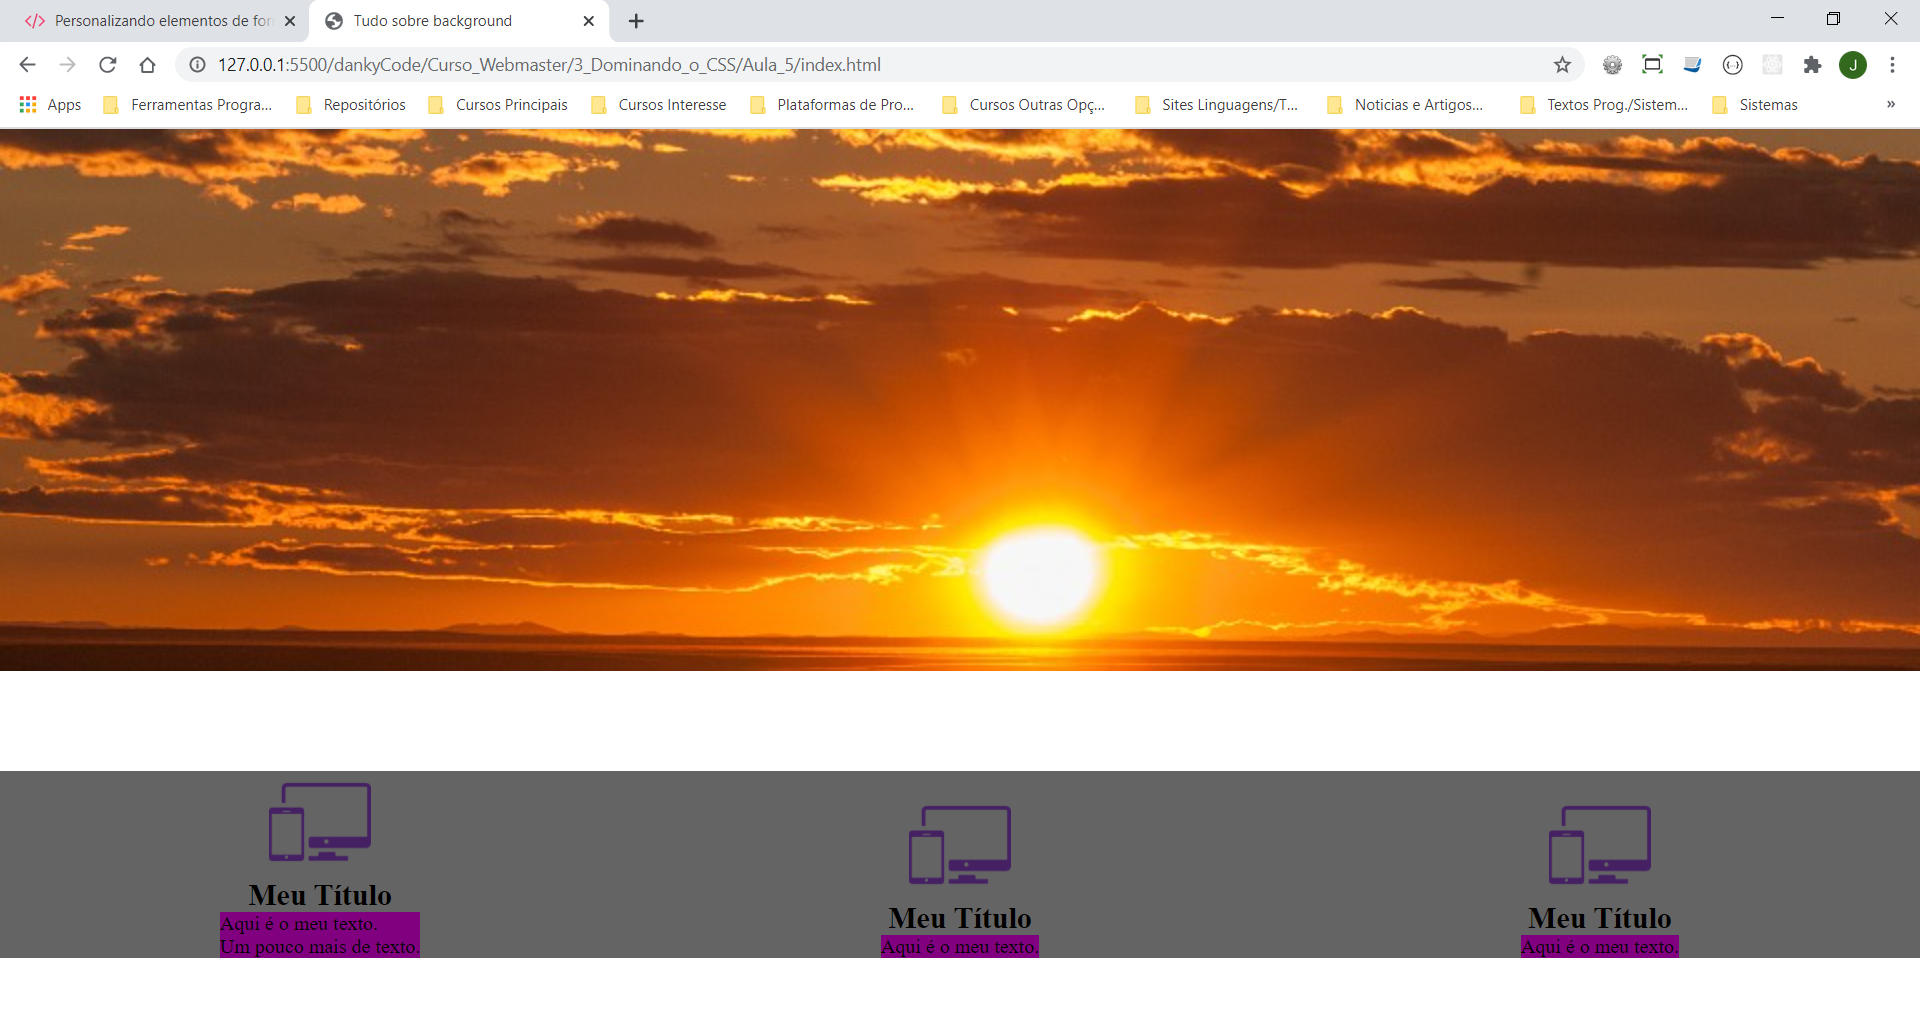 Personalizando elementos de for
Tudo sobre background
127.0.0.1:5500/dankyCode/Curso_Webmaster/3_Dominando_o_CSS/Aula_5/index.html
J
Apps
Ferramentas Progra...
Repositórios
Cursos Principais
Cursos Interesse
Plataformas de Pro...
Cursos Outras Opç...
Sites Linguagens/T...
Noticias e Artigos...
Textos Prog./Sistem...
Sistemas
»
Meu Título
Aqui é o meu texto.
Um pouco mais de texto.
Meu Título
Aqui é o meu texto.
Meu Título
Aqui é o meu texto.